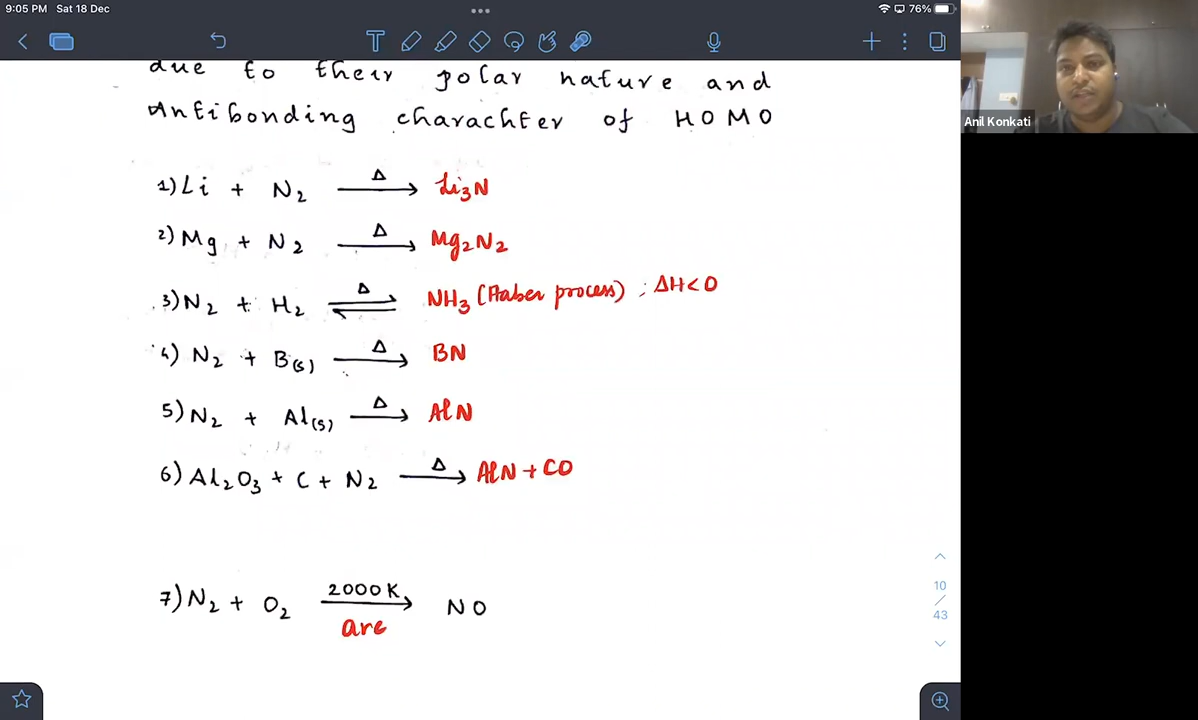 9:05 PM Sat 18 Dec
76%
Anil Konkati
due to their polar nature and
Antibonding charachter of HOMO
1) Li + N₂ Δ⟶ Li₃N
2) Mg + N₂ Δ⟶ Mg₂N₂
3) N₂ + H₂ Δ⇌ NH₃ (Haber process) ; ΔH<0
4) N₂ + B(s) Δ⟶ BN
5) N₂ + Al(s) Δ⟶ AlN
6) Al₂O₃ + C + N₂ Δ⟶ AlN + CO
7) N₂ + O₂ 2000K⟶ NO
arc
10
/
43